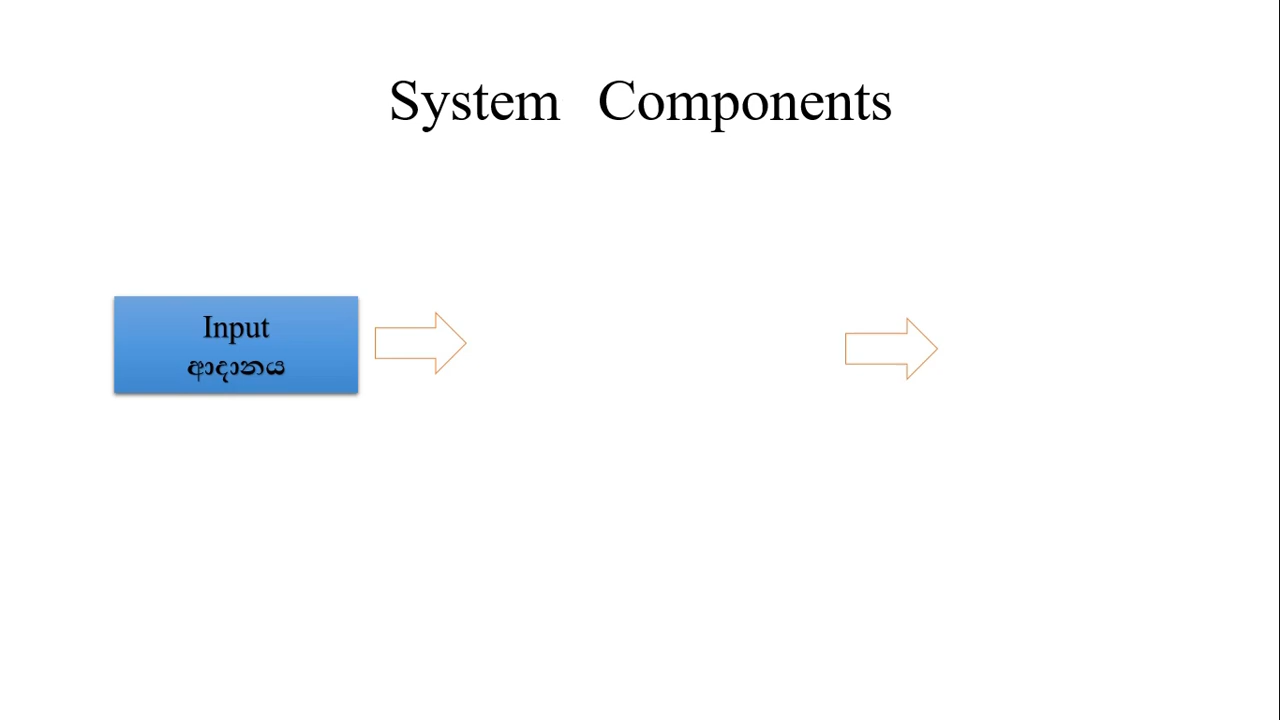 System Components
Input
ආදානය